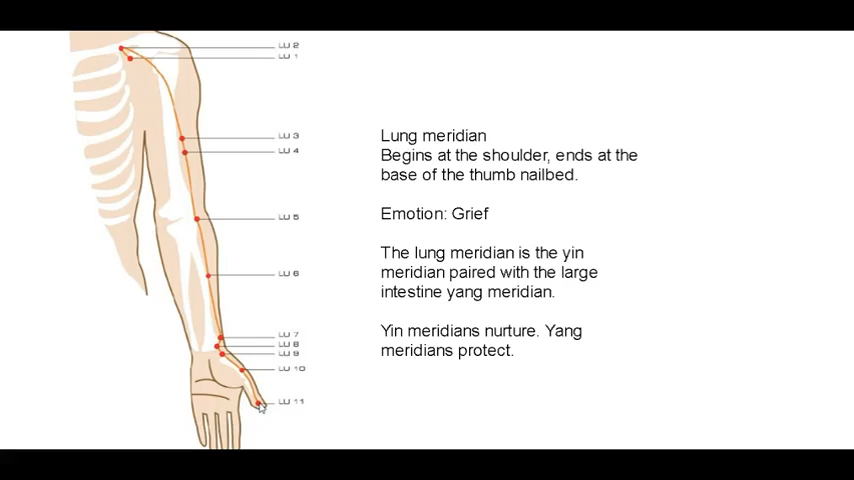 LU 2
LU 1
LU 3
LU 4
LU 5
LU 6
LU 7
LU 8
LU 9
LU 10
LU 11
Lung meridian
Begins at the shoulder, ends at the
base of the thumb nailbed.
Emotion: Grief
The lung meridian is the yin
meridian paired with the large
intestine yang meridian.
Yin meridians nurture. Yang
meridians protect.